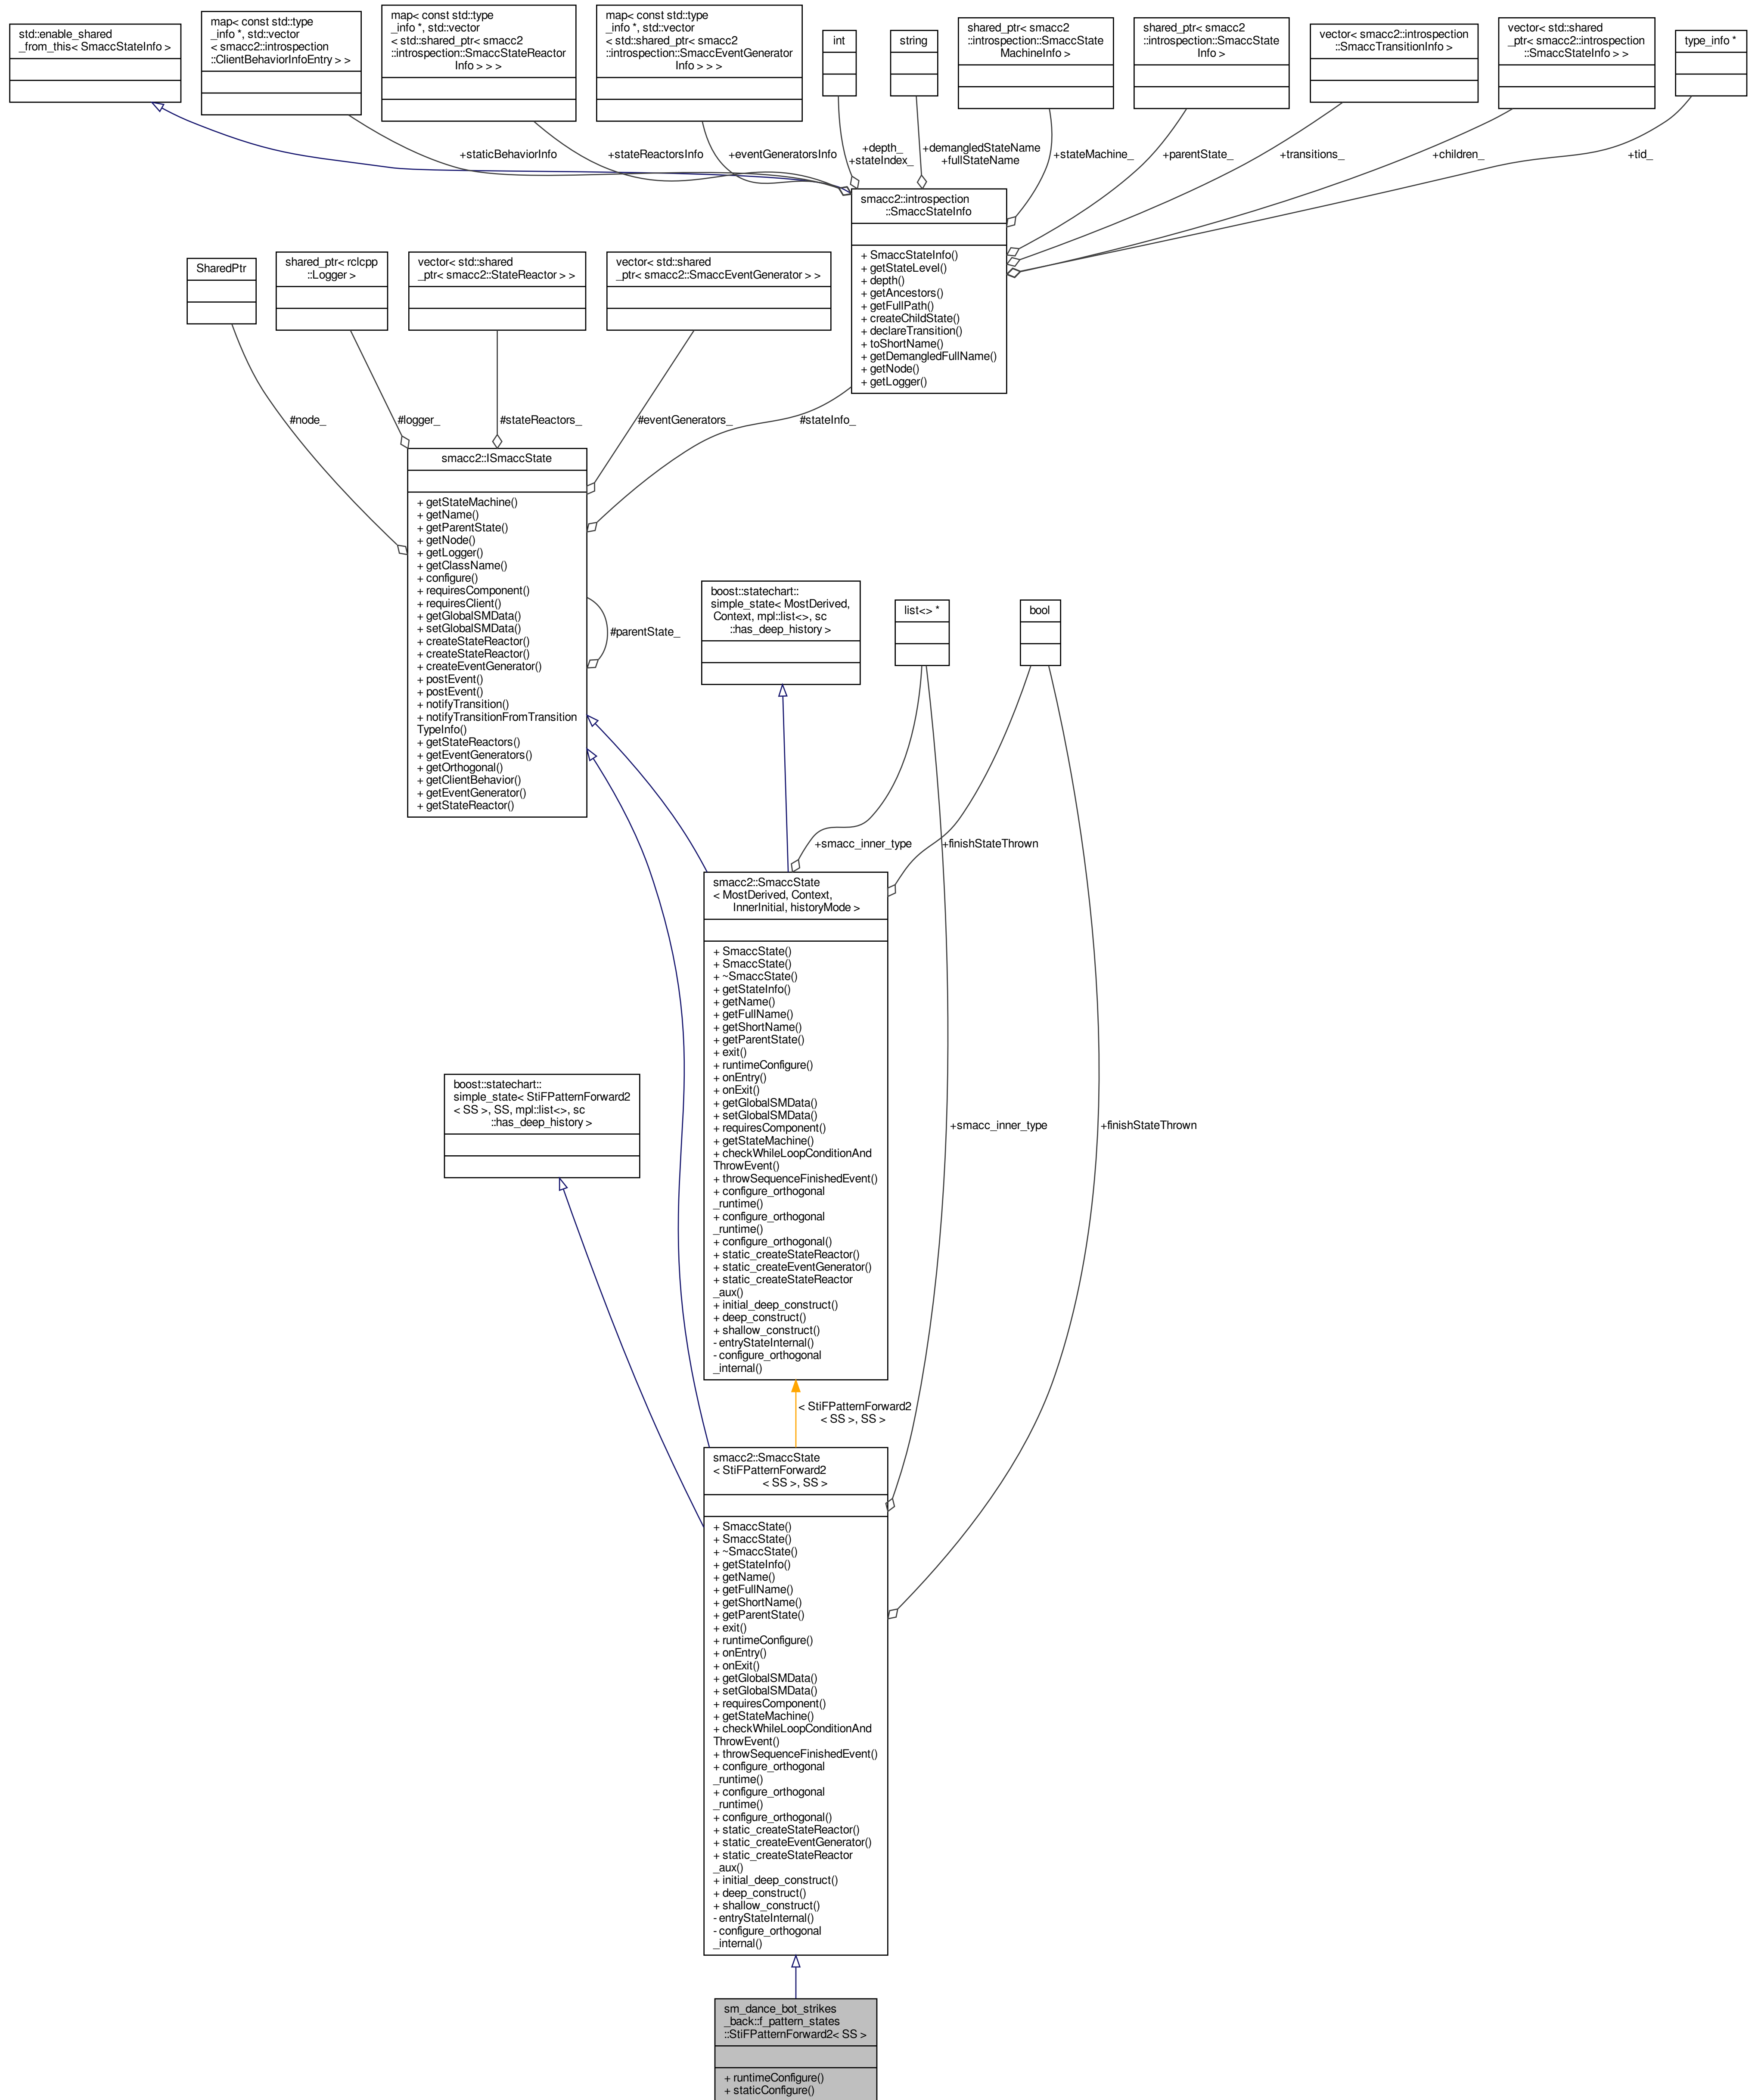 std::enable_shared
_from_this< SmaccStateInfo >
map< const std::type
_info *, std::vector
< smacc2::introspection
::ClientBehaviorInfoEntry > >
map< const std::type
_info *, std::vector
< std::shared_ptr< smacc2
::introspection::SmaccStateReactor
Info > > >
map< const std::type
_info *, std::vector
< std::shared_ptr< smacc2
::introspection::SmaccEventGenerator
Info > > >
int
string
shared_ptr< smacc2
::introspection::SmaccState
MachineInfo >
shared_ptr< smacc2
::introspection::SmaccState
Info >
vector< smacc2::introspection
::SmaccTransitionInfo >
vector< std::shared
_ptr< smacc2::introspection
::SmaccStateInfo > >
type_info *
+staticBehaviorInfo
+stateReactorsInfo
+eventGeneratorsInfo
+depth_
+stateIndex_
+demangledStateName
+fullStateName
+stateMachine_
+parentState_
+transitions_
+children_
+tid_
smacc2::introspection
::SmaccStateInfo
+ SmaccStateInfo()
+ getStateLevel()
+ depth()
+ getAncestors()
+ getFullPath()
+ createChildState()
+ declareTransition()
+ toShortName()
+ getDemangledFullName()
+ getNode()
+ getLogger()
SharedPtr
shared_ptr< rclcpp
::Logger >
vector< std::shared
_ptr< smacc2::StateReactor > >
vector< std::shared
_ptr< smacc2::SmaccEventGenerator > >
#node_
#logger_
#stateReactors_
#eventGenerators_
#stateInfo_
smacc2::ISmaccState
+ getStateMachine()
+ getName()
+ getParentState()
+ getNode()
+ getLogger()
+ getClassName()
+ configure()
+ requiresComponent()
+ requiresClient()
+ getGlobalSMData()
+ setGlobalSMData()
+ createStateReactor()
+ createStateReactor()
+ createEventGenerator()
+ postEvent()
+ postEvent()
+ notifyTransition()
+ notifyTransitionFromTransition
TypeInfo()
+ getStateReactors()
+ getEventGenerators()
+ getOrthogonal()
+ getClientBehavior()
+ getEventGenerator()
+ getStateReactor()
#parentState_
boost::statechart::
simple_state< MostDerived,
Context, mpl::list<>, sc
::has_deep_history >
list<> *
bool
+smacc_inner_type
+finishStateThrown
smacc2::SmaccState
< MostDerived, Context,
InnerInitial, historyMode >
+ SmaccState()
+ SmaccState()
+ ~SmaccState()
+ getStateInfo()
+ getName()
+ getFullName()
+ getShortName()
+ getParentState()
+ exit()
+ runtimeConfigure()
+ onEntry()
+ onExit()
+ getGlobalSMData()
+ setGlobalSMData()
+ requiresComponent()
+ getStateMachine()
+ checkWhileLoopConditionAnd
ThrowEvent()
+ throwSequenceFinishedEvent()
+ configure_orthogonal
_runtime()
+ configure_orthogonal
_runtime()
+ configure_orthogonal()
+ static_createStateReactor()
+ static_createEventGenerator()
+ static_createStateReactor
_aux()
+ initial_deep_construct()
+ deep_construct()
+ shallow_construct()
- entryStateInternal()
- configure_orthogonal
_internal()
boost::statechart::
simple_state< StiFPatternForward2
< SS >, SS, mpl::list<>, sc
::has_deep_history >
+smacc_inner_type
+finishStateThrown
< StiFPatternForward2
< SS >, SS >
smacc2::SmaccState
< StiFPatternForward2
< SS >, SS >
+ SmaccState()
+ SmaccState()
+ ~SmaccState()
+ getStateInfo()
+ getName()
+ getFullName()
+ getShortName()
+ getParentState()
+ exit()
+ runtimeConfigure()
+ onEntry()
+ onExit()
+ getGlobalSMData()
+ setGlobalSMData()
+ requiresComponent()
+ getStateMachine()
+ checkWhileLoopConditionAnd
ThrowEvent()
+ throwSequenceFinishedEvent()
+ configure_orthogonal
_runtime()
+ configure_orthogonal
_runtime()
+ configure_orthogonal()
+ static_createStateReactor()
+ static_createEventGenerator()
+ static_createStateReactor
_aux()
+ initial_deep_construct()
+ deep_construct()
+ shallow_construct()
- entryStateInternal()
- configure_orthogonal
_internal()
sm_dance_bot_strikes
_back::f_pattern_states
::StiFPatternForward2< SS >
+ runtimeConfigure()
+ staticConfigure()